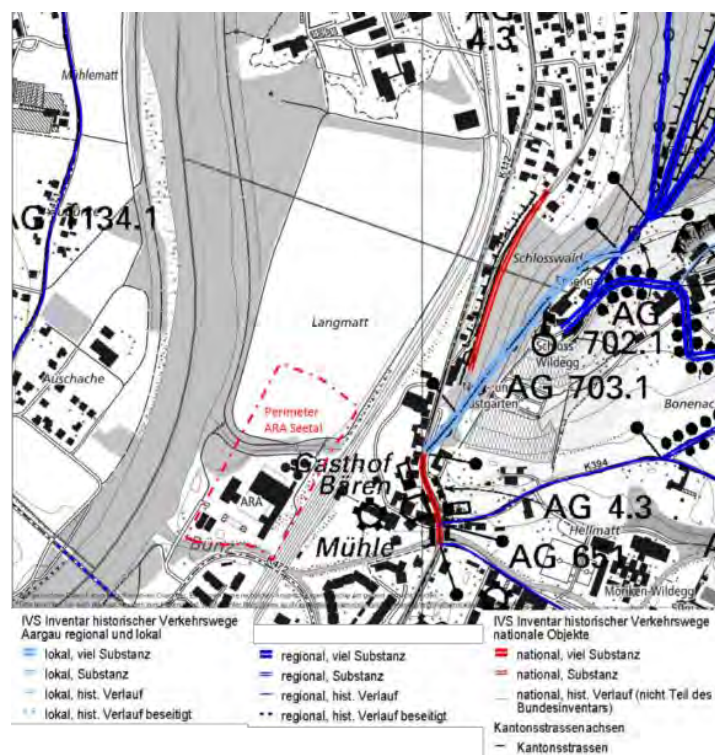 Mühlematt
4.3
AG
K112
AG 4134.1
Schlosswald
Langmatt
AG
702.1
Schloss
Wildegg
AG 703.1
Auschache
Bonenach
Perimeter
ARA Seetal
Gasthof
Bären
K394
ARA
AG 4.3
Hellmatt
Mühle
AG 651
Möriken-Wildegg
IVS Inventar historischer Verkehrswege
Aargau regional und lokal
lokal, viel Substanz
lokal, Substanz
lokal, hist. Verlauf
lokal, hist. Verlauf beseitigt
regional, viel Substanz
regional, Substanz
regional, hist. Verlauf
regional, hist. Verlauf beseitigt
IVS Inventar historischer Verkehrswege
nationale Objekte
national, viel Substanz
national, Substanz
national, hist. Verlauf (nicht Teil des
Bundesinventars)
Kantonsstrassenachsen
Kantonsstrassen